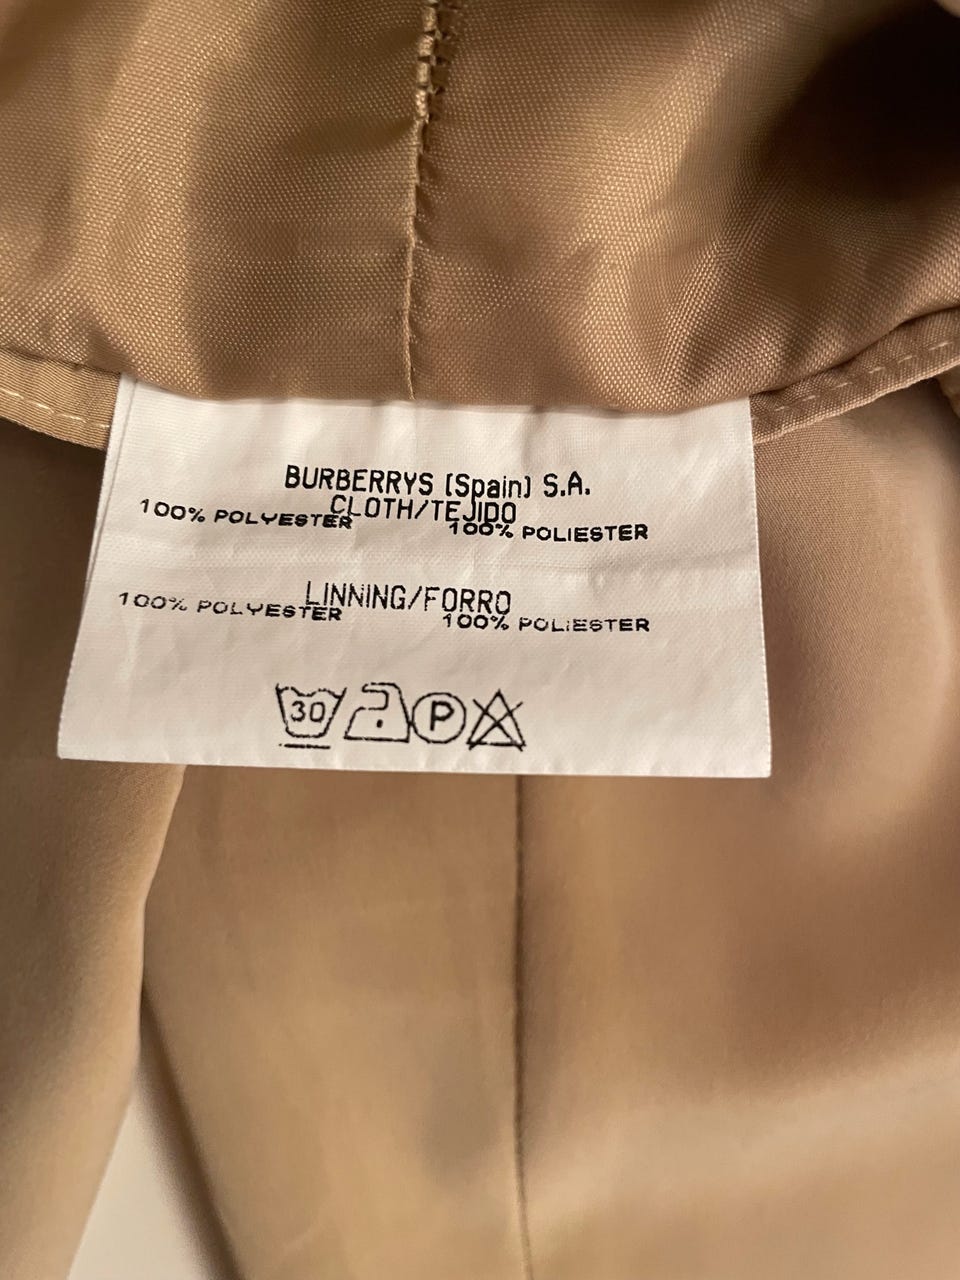 BURBERRYS (Spain) S.A.
CLOTH/TEJIDO
100% POLYESTER 100% POLIESTER
LINNING/FORRO
100% POLYESTER 100% POLIESTER
30 P